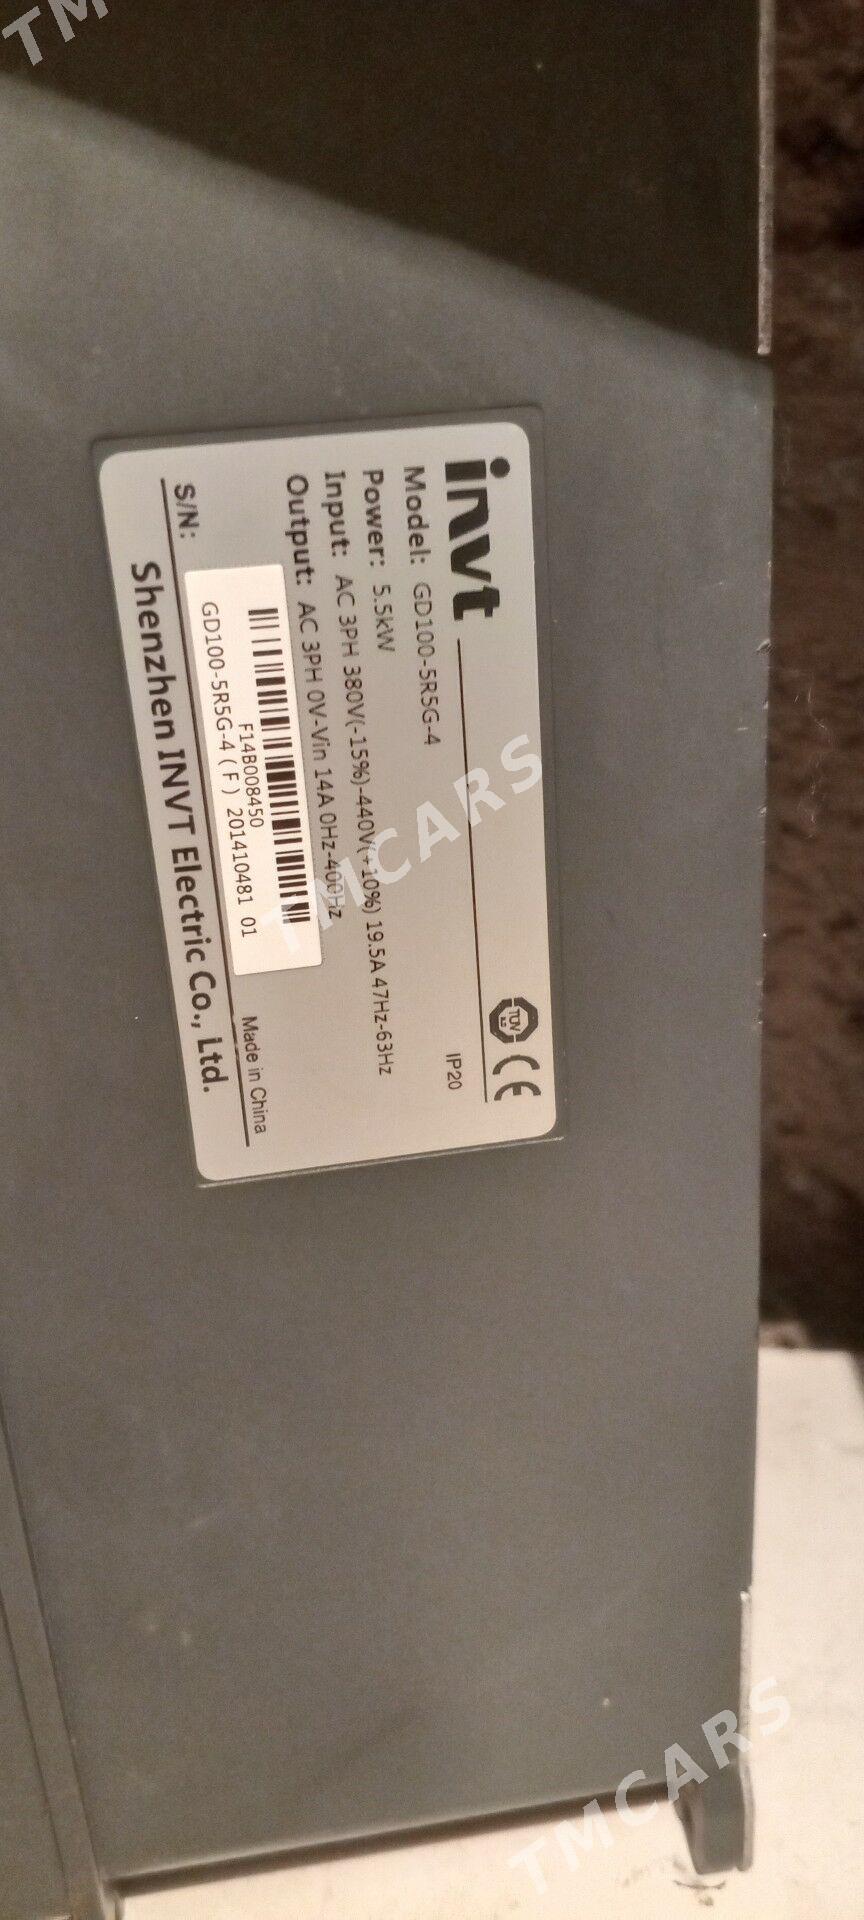 invt
TÜV CE
Model: GD100-5R5G-4
IP20
Power: 5.5kW
Input: AC 3PH 380V(-15%)-440V(+10%) 19.5A 47Hz-63Hz
Output: AC 3PH 0V-Vin 14A 0Hz-400Hz
S/N:
F14B008450
GD100-5R5G-4 ( F ) 201410481 01
Made in China
Shenzhen INVT Electric Co., Ltd.
TMCARS
TMCARS
TM